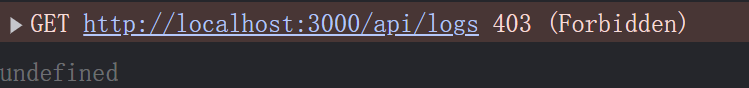 GET http://localhost:3000/api/logs 403 (Forbidden)
undefined